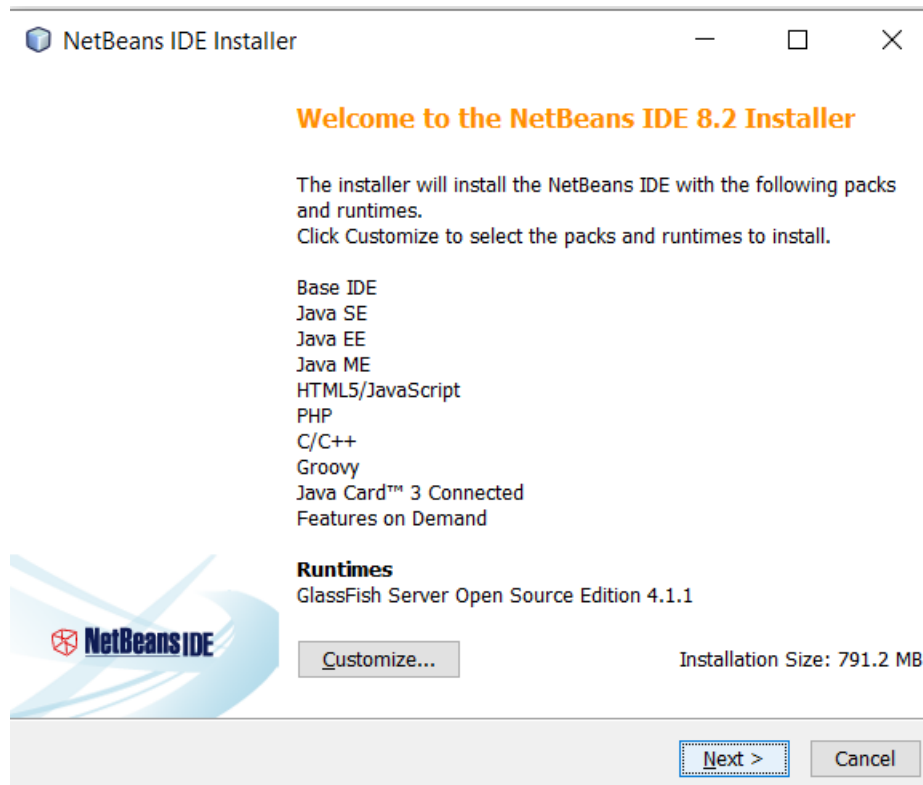 NetBeans IDE Installer
Welcome to the NetBeans IDE 8.2 Installer
The installer will install the NetBeans IDE with the following packs
and runtimes.
Click Customize to select the packs and runtimes to install.
Base IDE
Java SE
Java EE
Java ME
HTML5/JavaScript
PHP
C/C++
Groovy
Java Card™ 3 Connected
Features on Demand
Runtimes
GlassFish Server Open Source Edition 4.1.1
NetBeans IDE
Customize... Installation Size: 791.2 MB
Next > Cancel